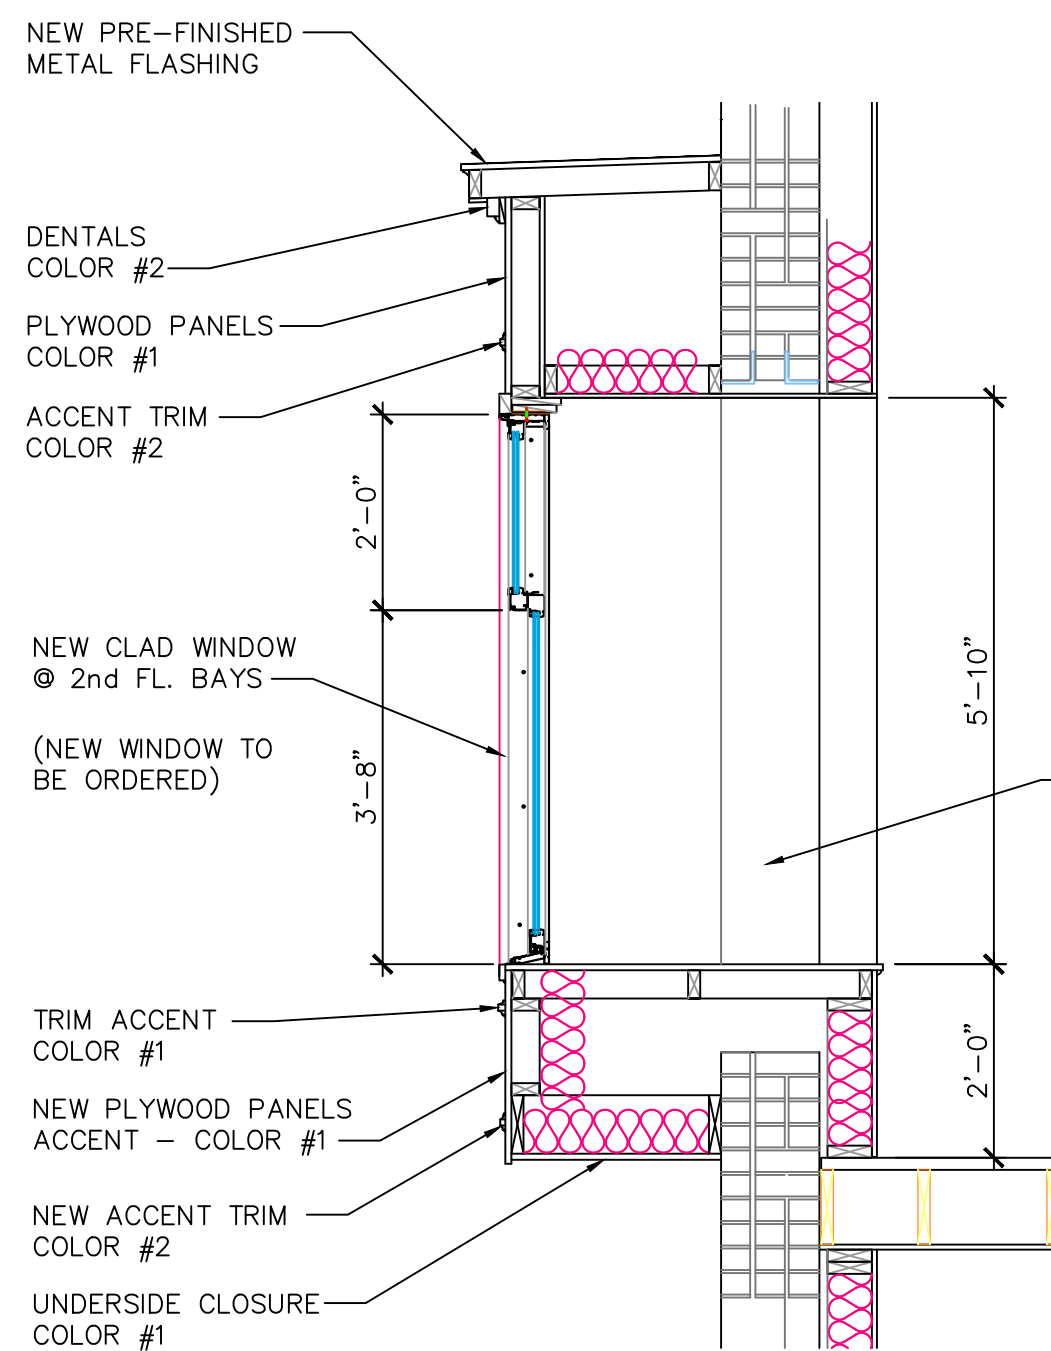 NEW PRE-FINISHED
METAL FLASHING
DENTALS
COLOR #2
PLYWOOD PANELS
COLOR #1
ACCENT TRIM
COLOR #2
2'-0"
NEW CLAD WINDOW
@ 2nd FL. BAYS
(NEW WINDOW TO
BE ORDERED)
3'-8"
5'-10"
TRIM ACCENT
COLOR #1
2'-0"
NEW PLYWOOD PANELS
ACCENT - COLOR #1
NEW ACCENT TRIM
COLOR #2
UNDERSIDE CLOSURE
COLOR #1